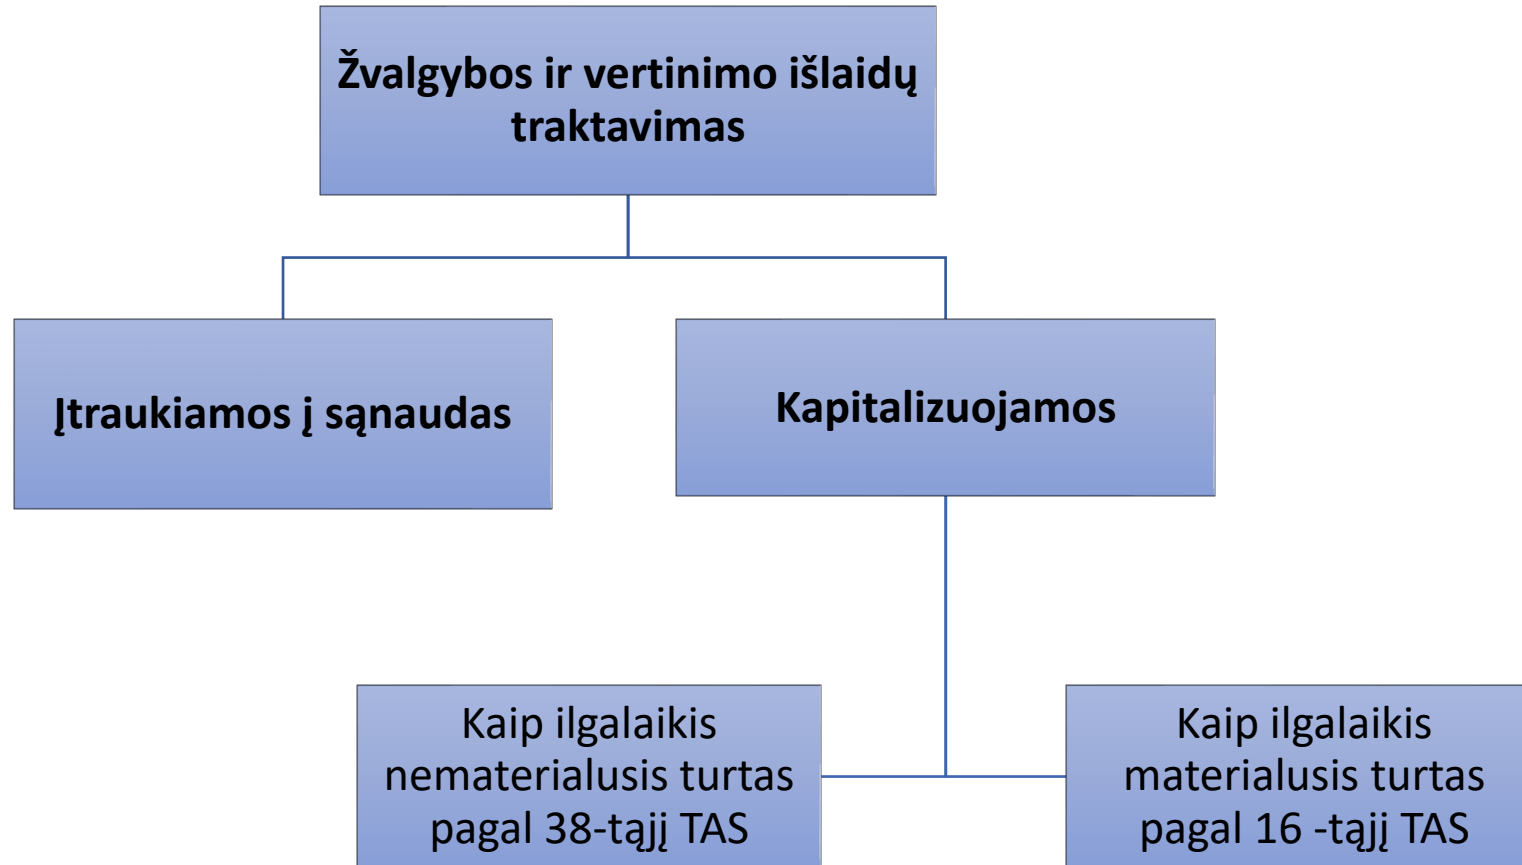 Žvalgybos ir vertinimo išlaidų
traktavimas
Įtraukiamos į sąnaudas
Kapitalizuojamos
Kaip ilgalaikis
nematerialusis turtas
pagal 38-tąjį TAS
Kaip ilgalaikis
materialusis turtas
pagal 16 -tąjį TAS